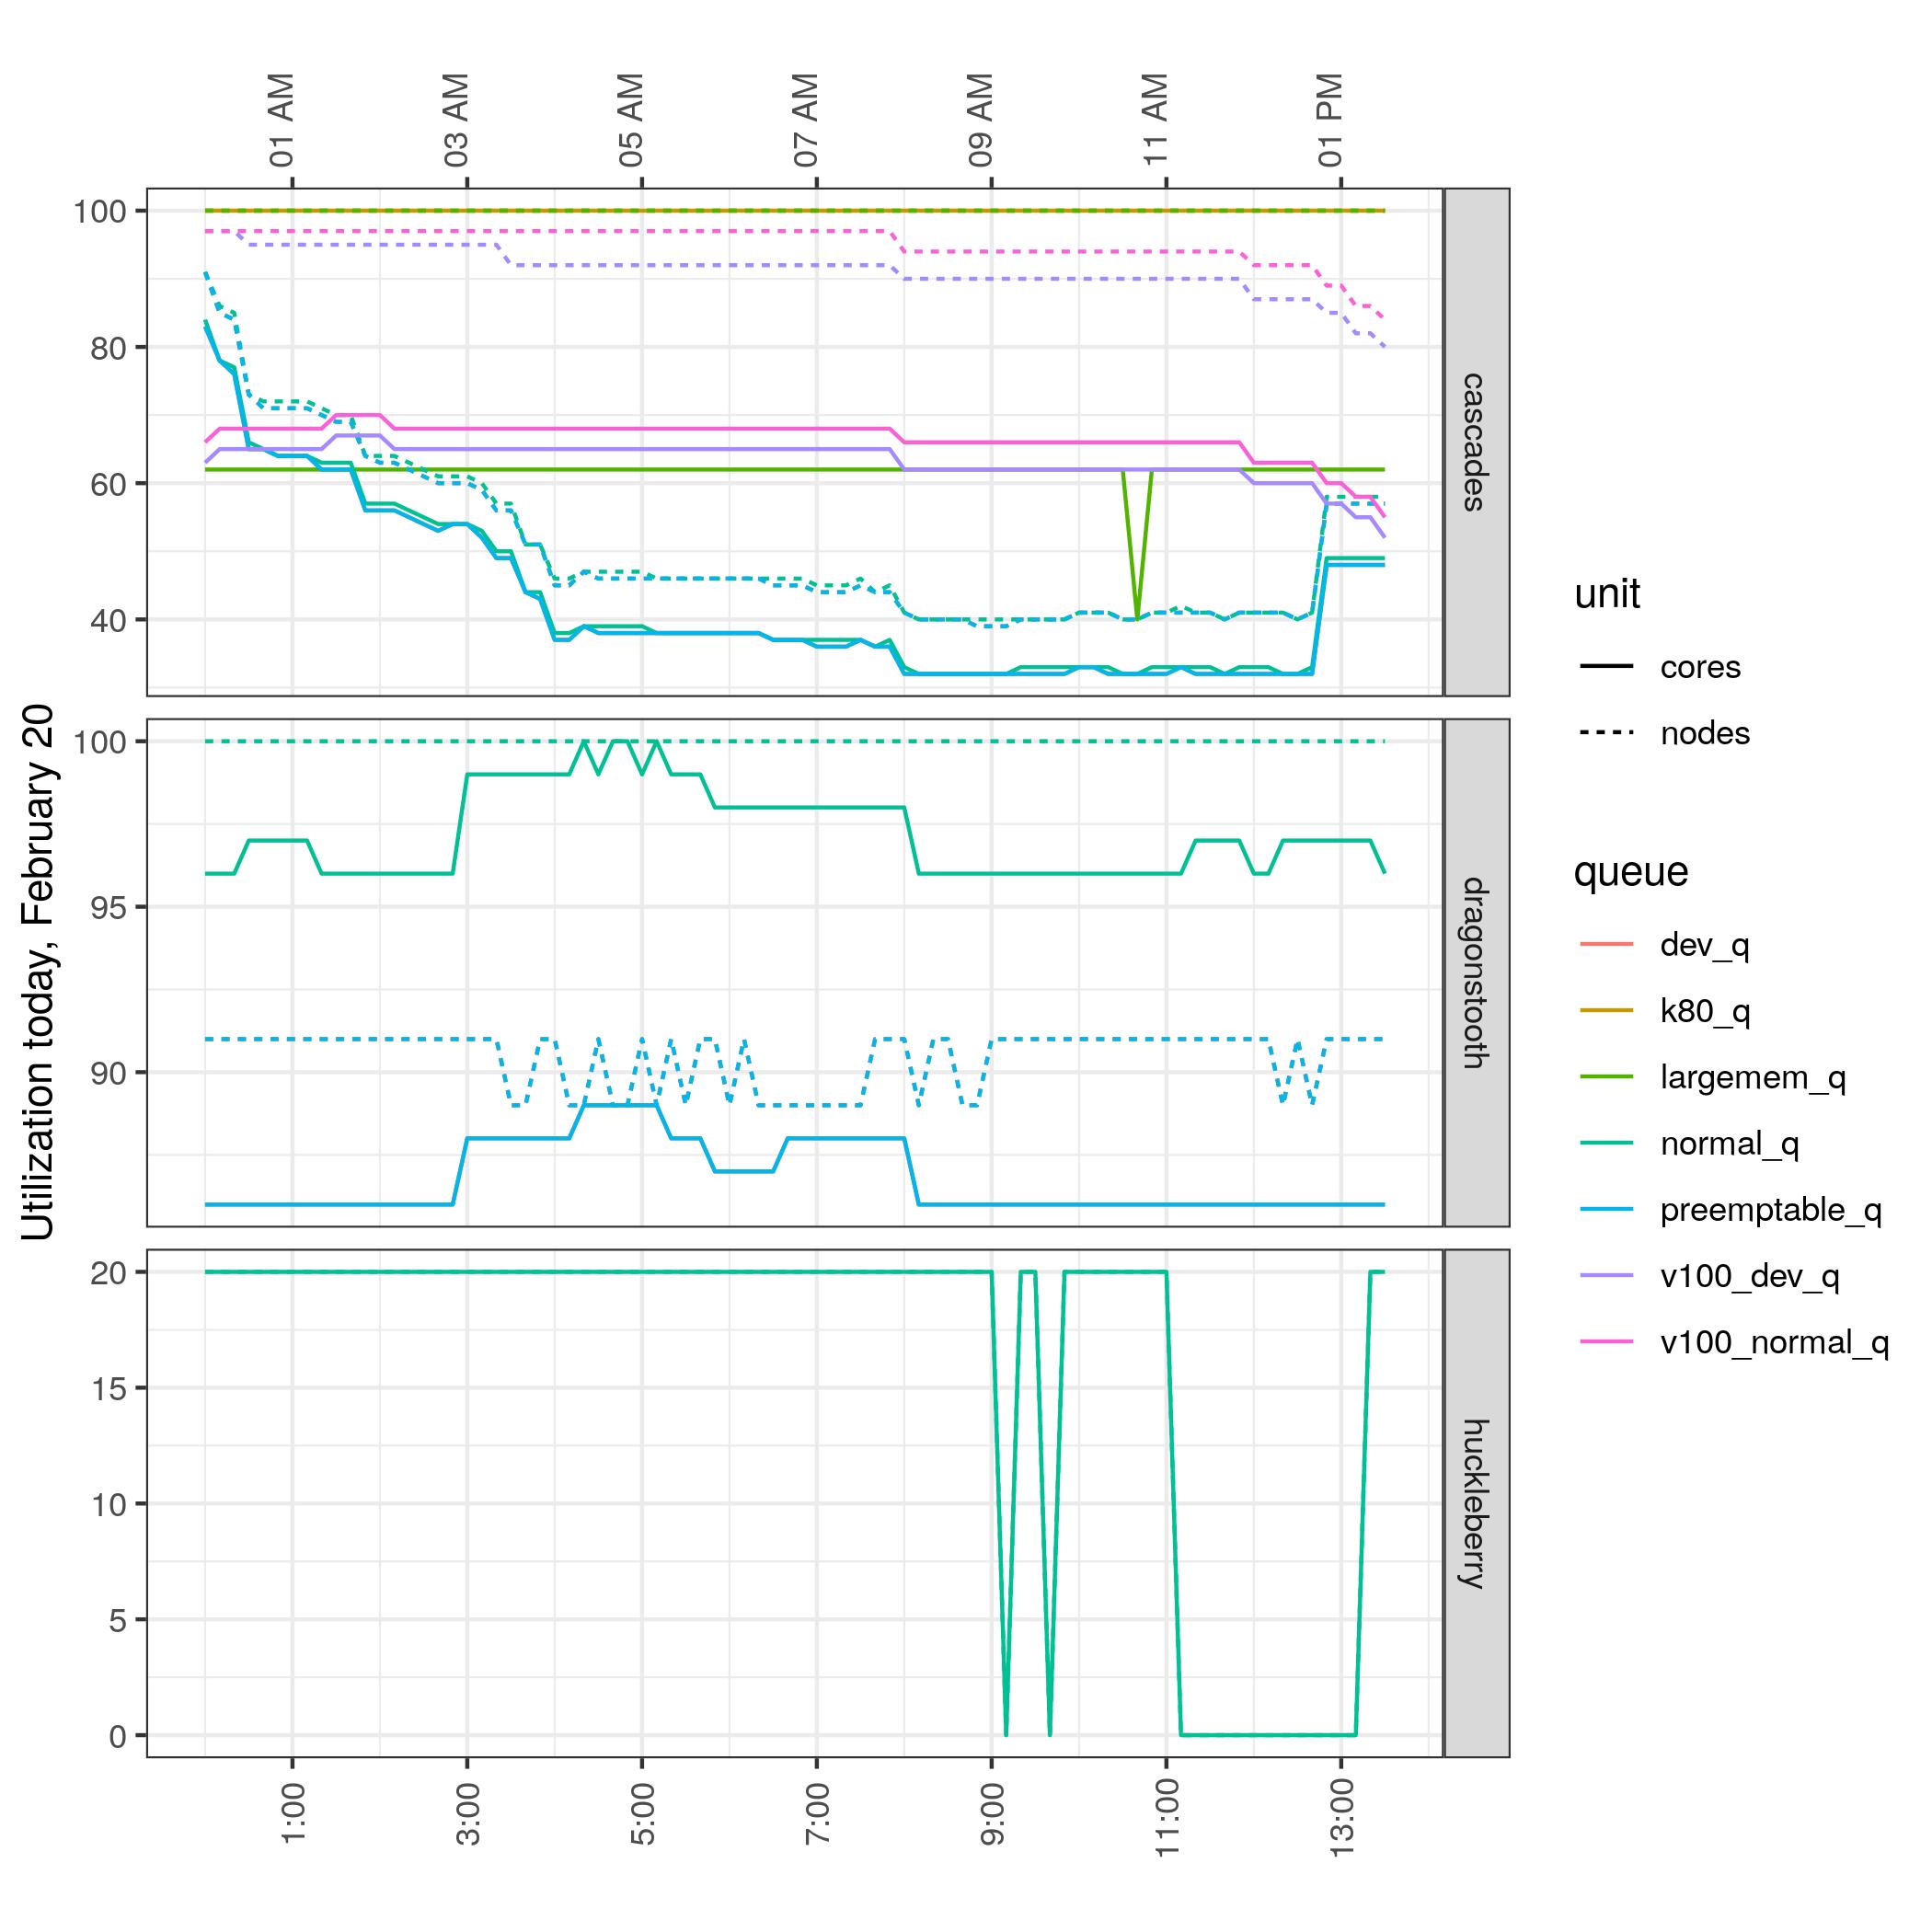 01 AM
03 AM
05 AM
07 AM
09 AM
11 AM
01 PM
100
80
60
40
cascades
100
95
90
dragonstooth
20
15
10
5
0
huckleberry
1:00
3:00
5:00
7:00
9:00
11:00
13:00
Utilization today, February 20
unit
cores
nodes
queue
dev_q
k80_q
largemem_q
normal_q
preemptable_q
v100_dev_q
v100_normal_q